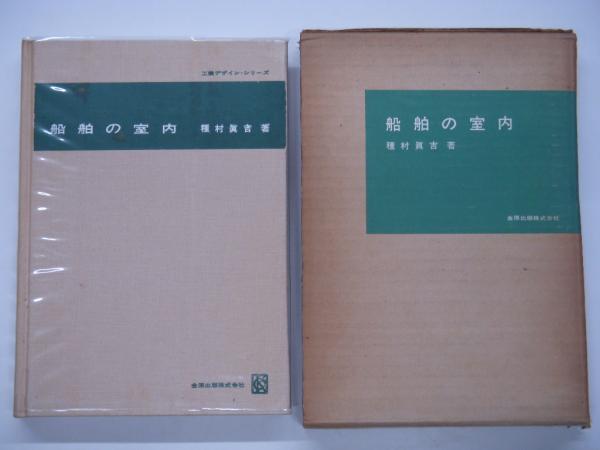 工業デザイン・シリーズ
船舶の室内 種村眞吉著
金原出版株式会社
船舶の室内
種村眞吉 著
金原出版株式会社